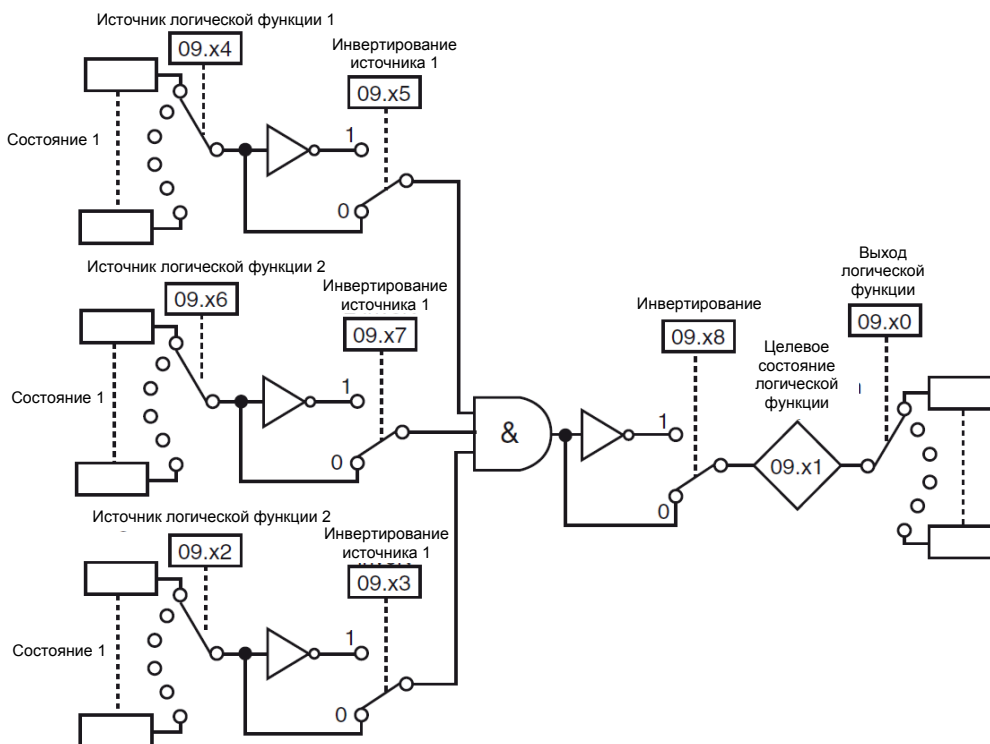 Источник логической функции 1
09.x4
Инвертирование
источника 1
09.x5
Состояние 1
1
0
Источник логической функции 2
09.x6
Инвертирование
источника 1
09.x7
Состояние 1
1
0
&
Инвертирование
09.x8
1
0
Целевое
состояние
логической
функции
09.x1
Выход
логической
функции
09.x0
Источник логической функции 2
09.x2
Инвертирование
источника 1
09.x3
Состояние 1
1
0